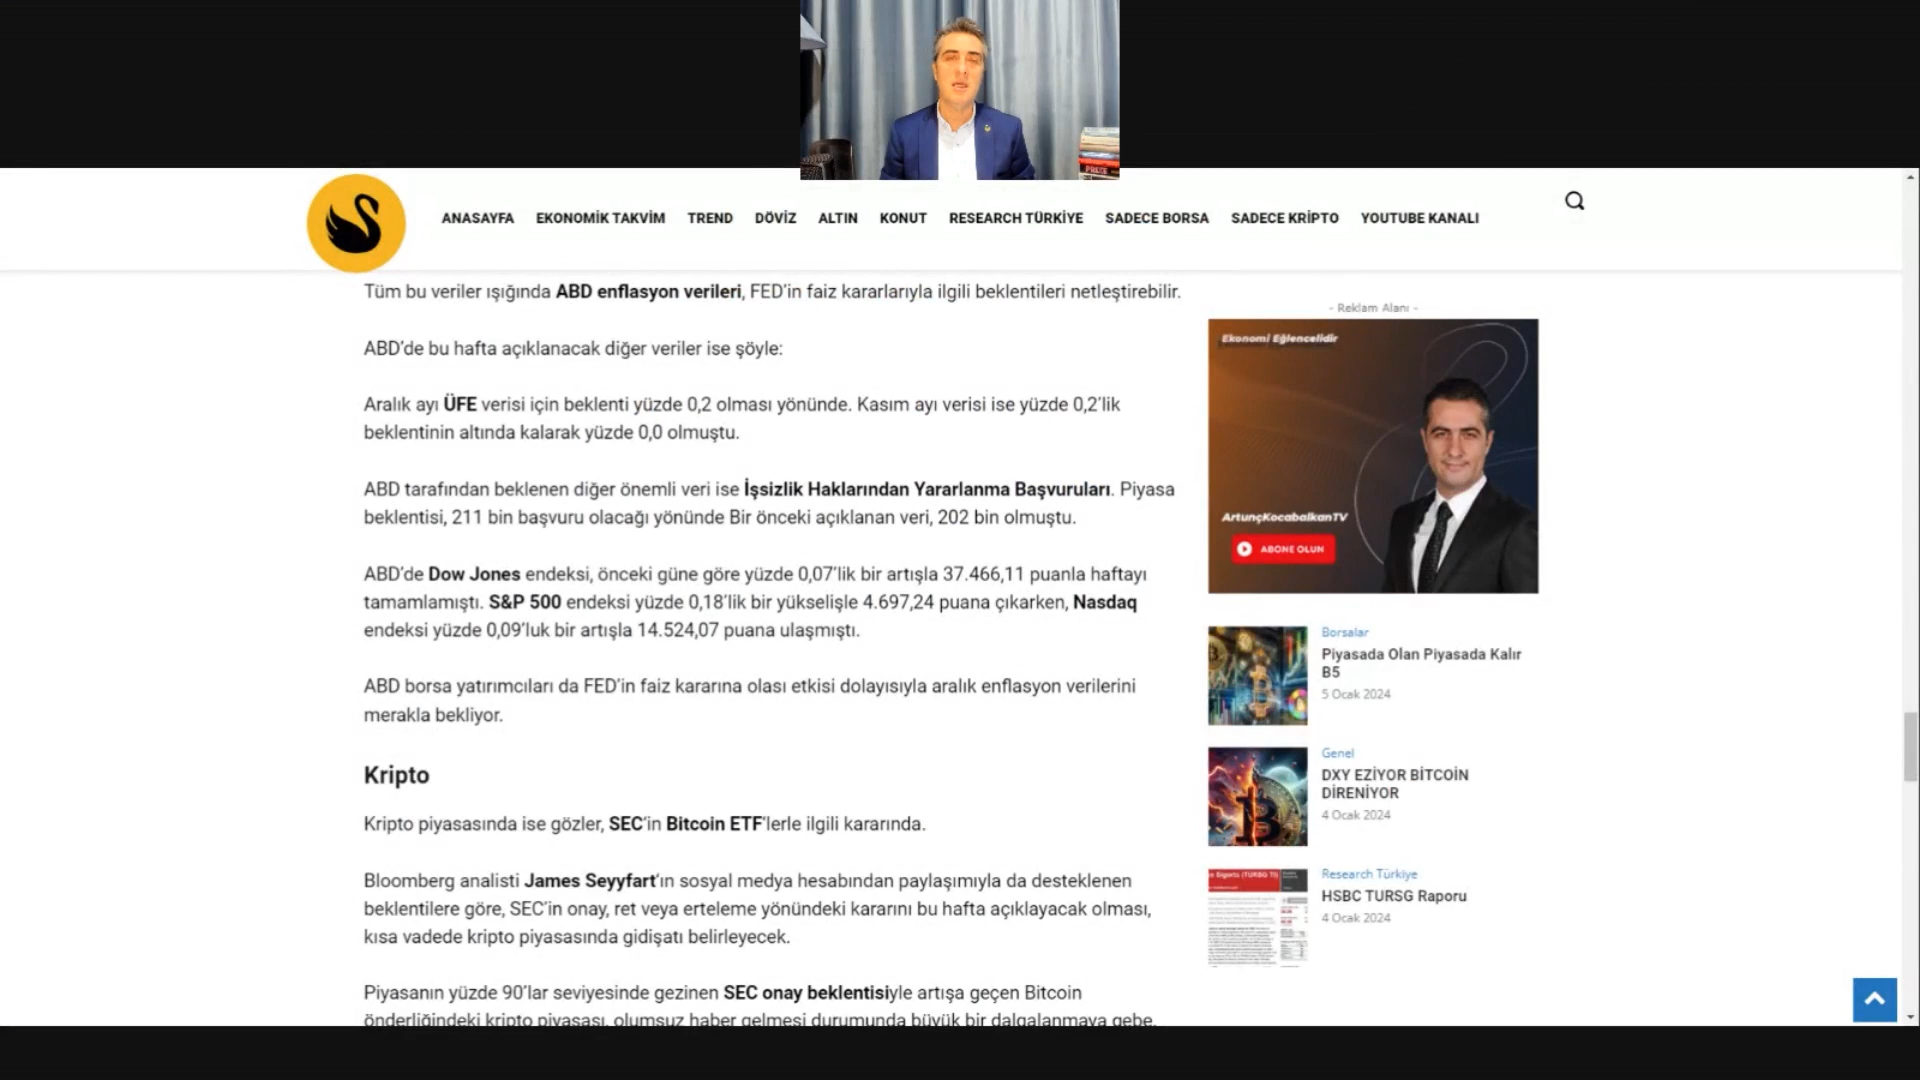 PRICE
ANASAYFA EKONOMİK TAKVİM TREND DÖVİZ ALTIN KONUT RESEARCH TÜRKİYE SADECE BORSA SADECE KRİPTO YOUTUBE KANALI
Tüm bu veriler ışığında ABD enflasyon verileri, FED'in faiz kararlarıyla ilgili beklentileri netleştirebilir.
ABD'de bu hafta açıklanacak diğer veriler ise şöyle:
Aralık ayı ÜFE verisi için beklenti yüzde 0,2 olması yönünde. Kasım ayı verisi ise yüzde 0,2'lik
beklentinin altında kalarak yüzde 0,0 olmuştu.
ABD tarafından beklenen diğer önemli veri ise İşsizlik Haklarından Yararlanma Başvuruları. Piyasa
beklentisi, 211 bin başvuru olacağı yönünde Bir önceki açıklanan veri, 202 bin olmuştu.
ABD'de Dow Jones endeksi, önceki güne göre yüzde 0,07'lik bir artışla 37.466,11 puanla haftayı
tamamlamıştı. S&P 500 endeksi yüzde 0,18'lik bir yükselişle 4.697,24 puana çıkarken, Nasdaq
endeksi yüzde 0,09'luk bir artışla 14.524,07 puana ulaşmıştı.
ABD borsa yatırımcıları da FED'in faiz kararına olası etkisi dolayısıyla aralık enflasyon verilerini
merakla bekliyor.
Kripto
Kripto piyasasında ise gözler, SEC'in Bitcoin ETF'lerle ilgili kararında.
Bloomberg analisti James Seyyfart'ın sosyal medya hesabından paylaşımıyla da desteklenen
beklentilere göre, SEC'in onay, ret veya erteleme yönündeki kararını bu hafta açıklayacak olması,
kısa vadede kripto piyasasında gidişatı belirleyecek.
Piyasanın yüzde 90'lar seviyesinde gezinen SEC onay beklentisiyle artışa geçen Bitcoin
önderliğindeki kripto piyasası, olumsuz haber gelmesi durumunda büyük bir dalgalanmaya gebe.
- Reklam Alanı -
Ekonomi Eğlencelidir
ArtunçKocabalkanTV
ABONE OLUN
Borsalar
Piyasada Olan Piyasada Kalır
B5
5 Ocak 2024
Genel
DXY EZİYOR BİTCOİN
DİRENİYOR
4 Ocak 2024
Research Türkiye
HSBC TURSG Raporu
4 Ocak 2024